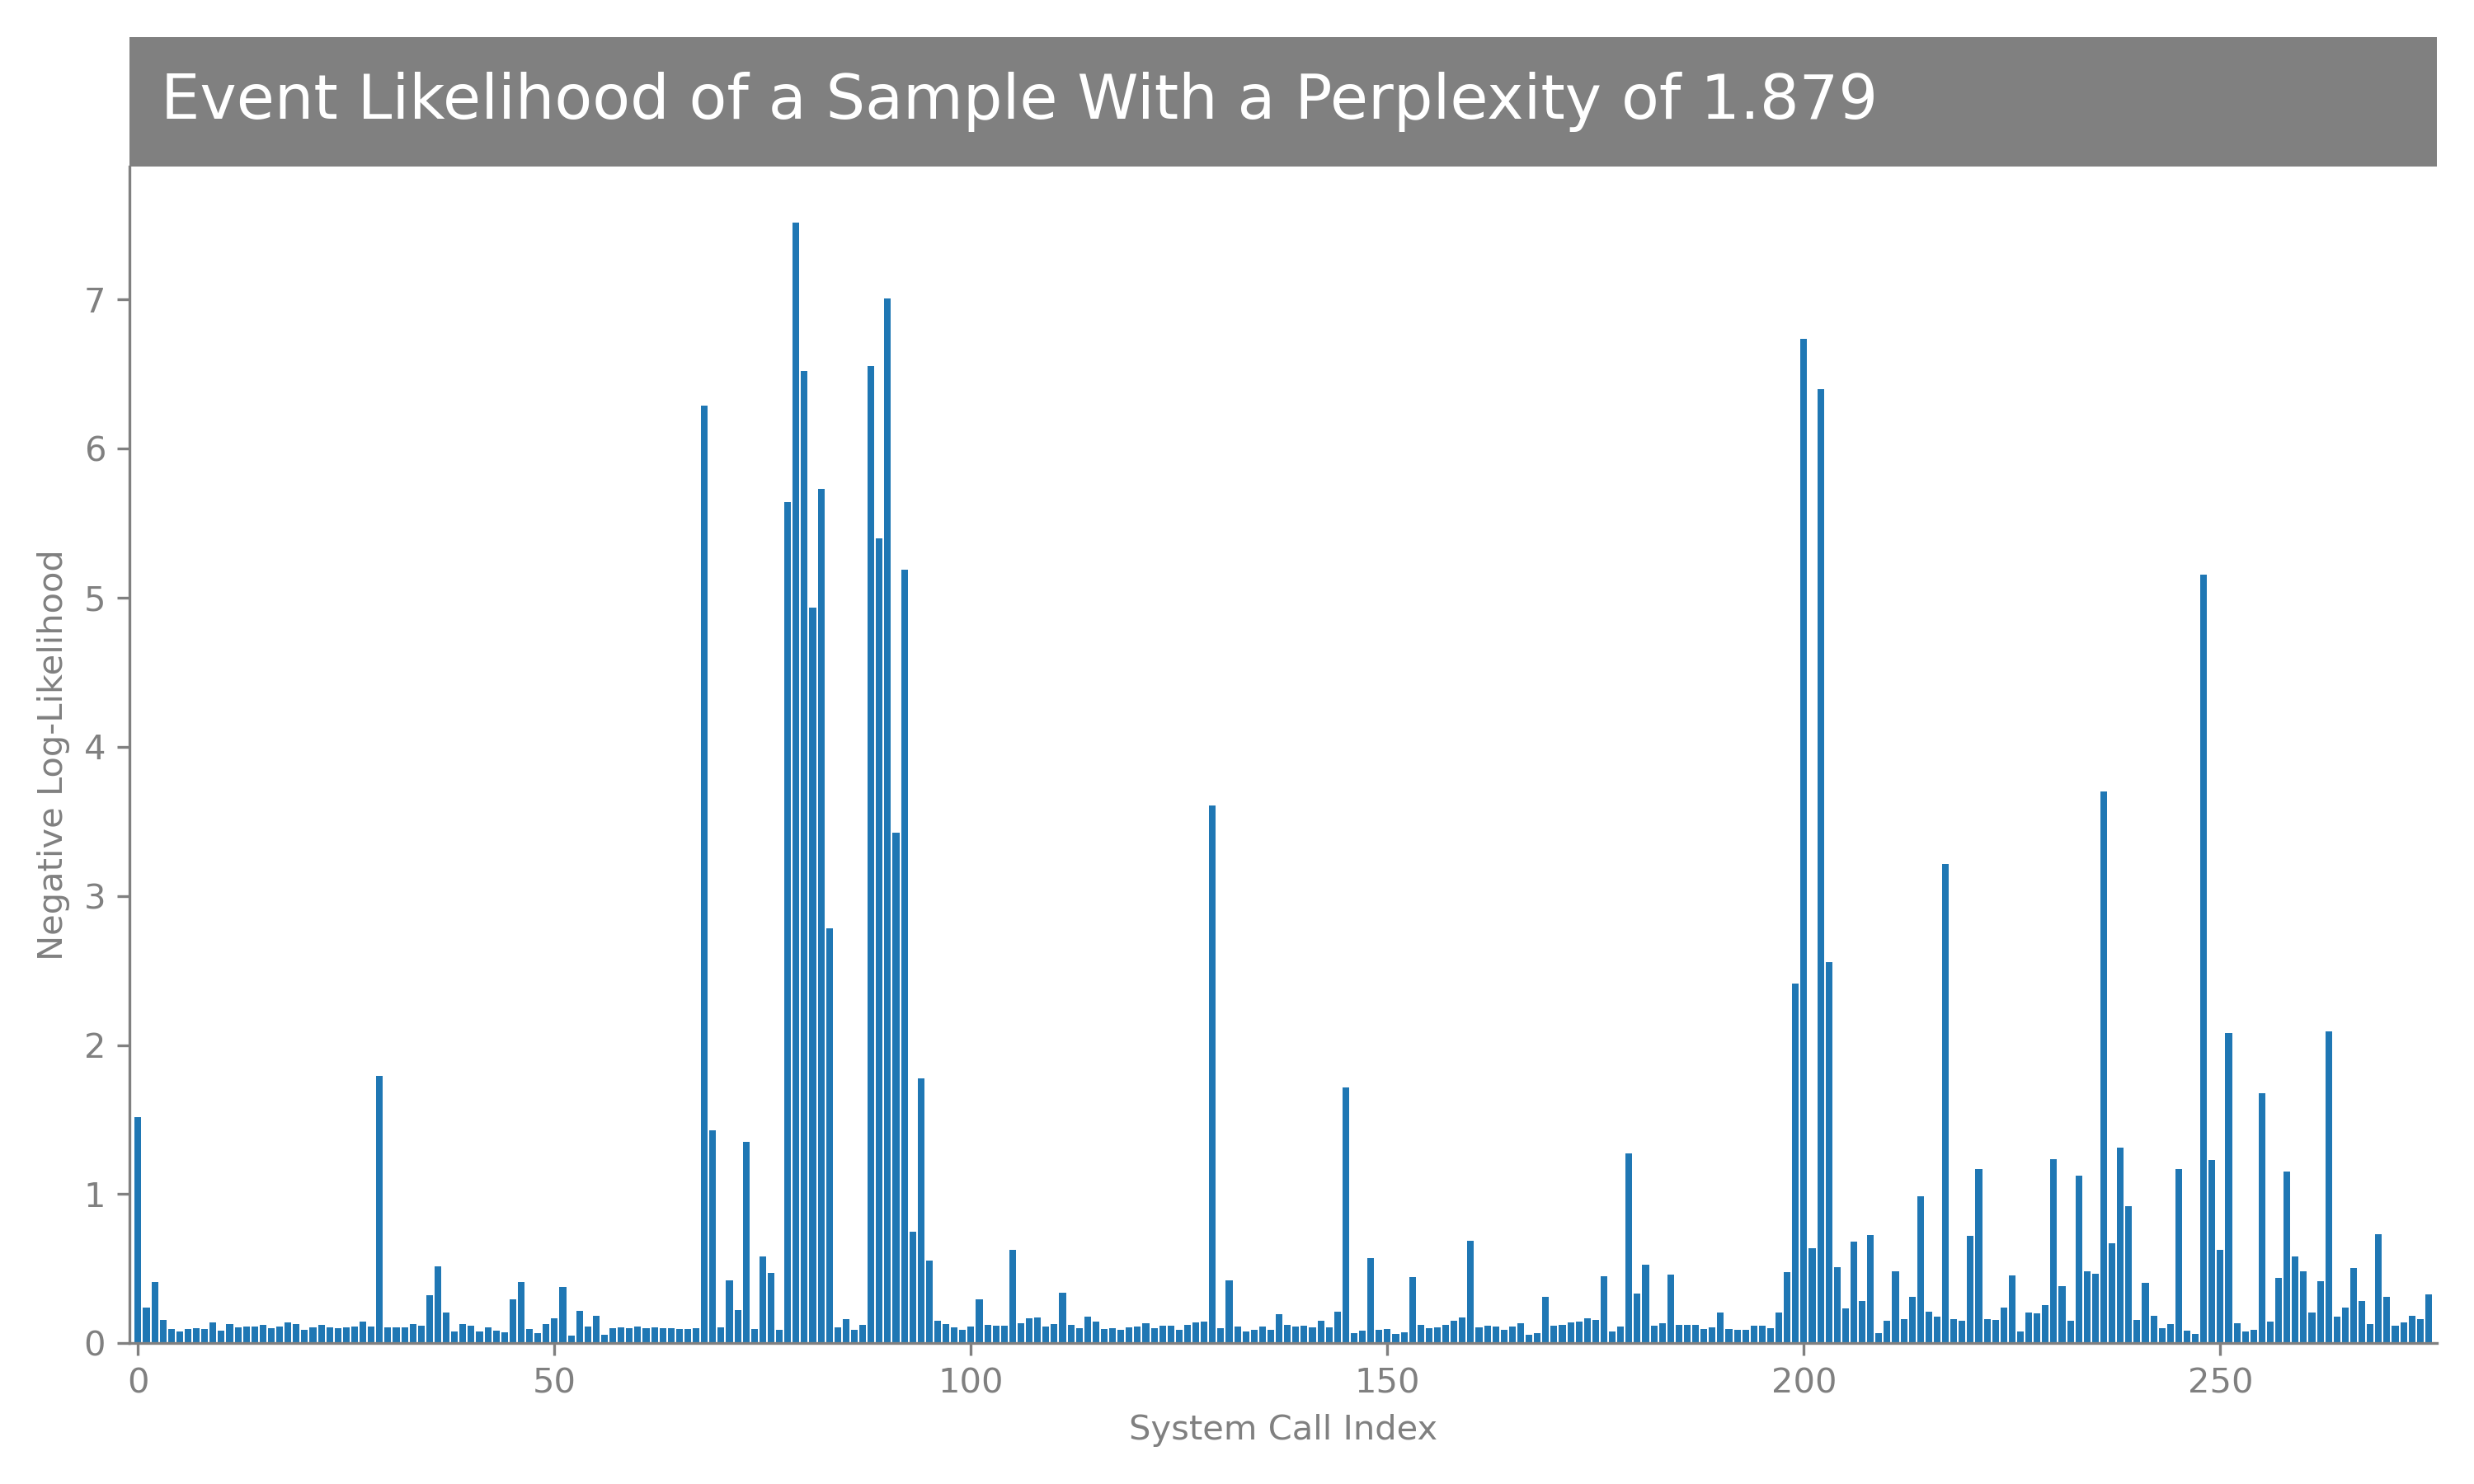 Event Likelihood of a Sample With a Perplexity of 1.879
Negative Log-Likelihood
7
6
5
4
3
2
1
0
0 50 100 150 200 250
System Call Index